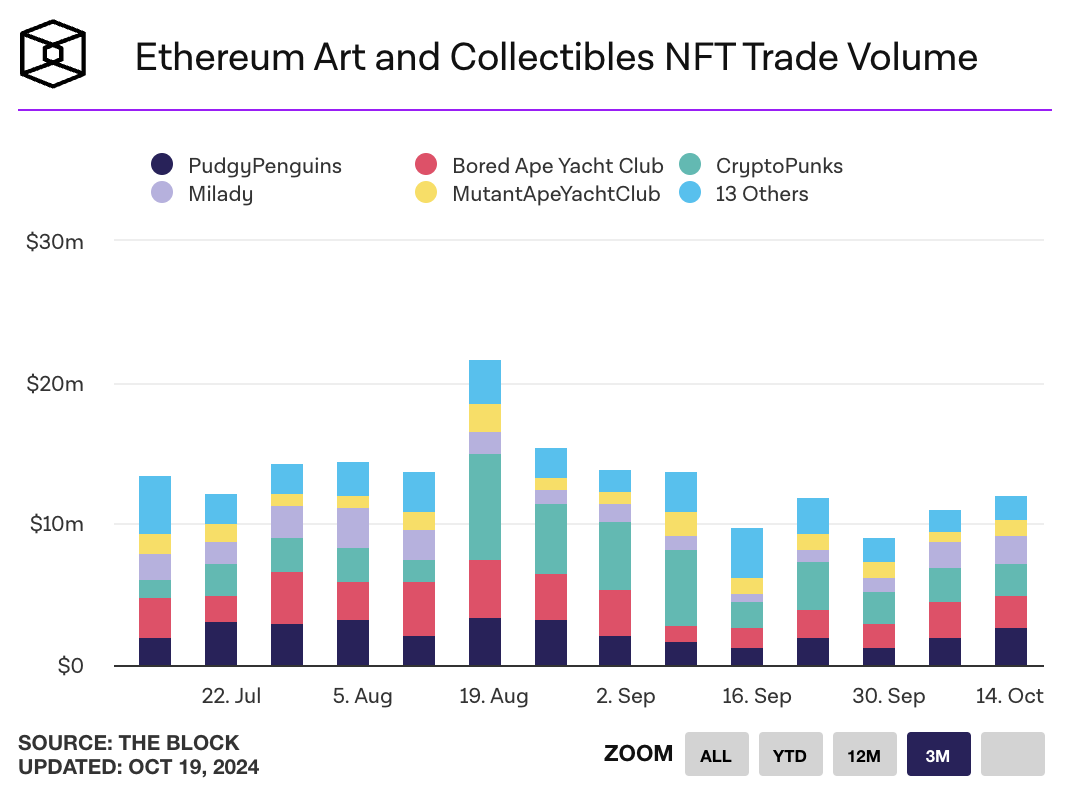 Ethereum Art and Collectibles NFT Trade Volume
PudgyPenguins
Bored Ape Yacht Club
CryptoPunks
Milady
MutantApeYachtClub
13 Others
$30m
$20m
$10m
$0
22. Jul
5. Aug
19. Aug
2. Sep
16. Sep
30. Sep
14. Oct
SOURCE: THE BLOCK
UPDATED: OCT 19, 2024
ZOOM
ALL
YTD
12M
3M